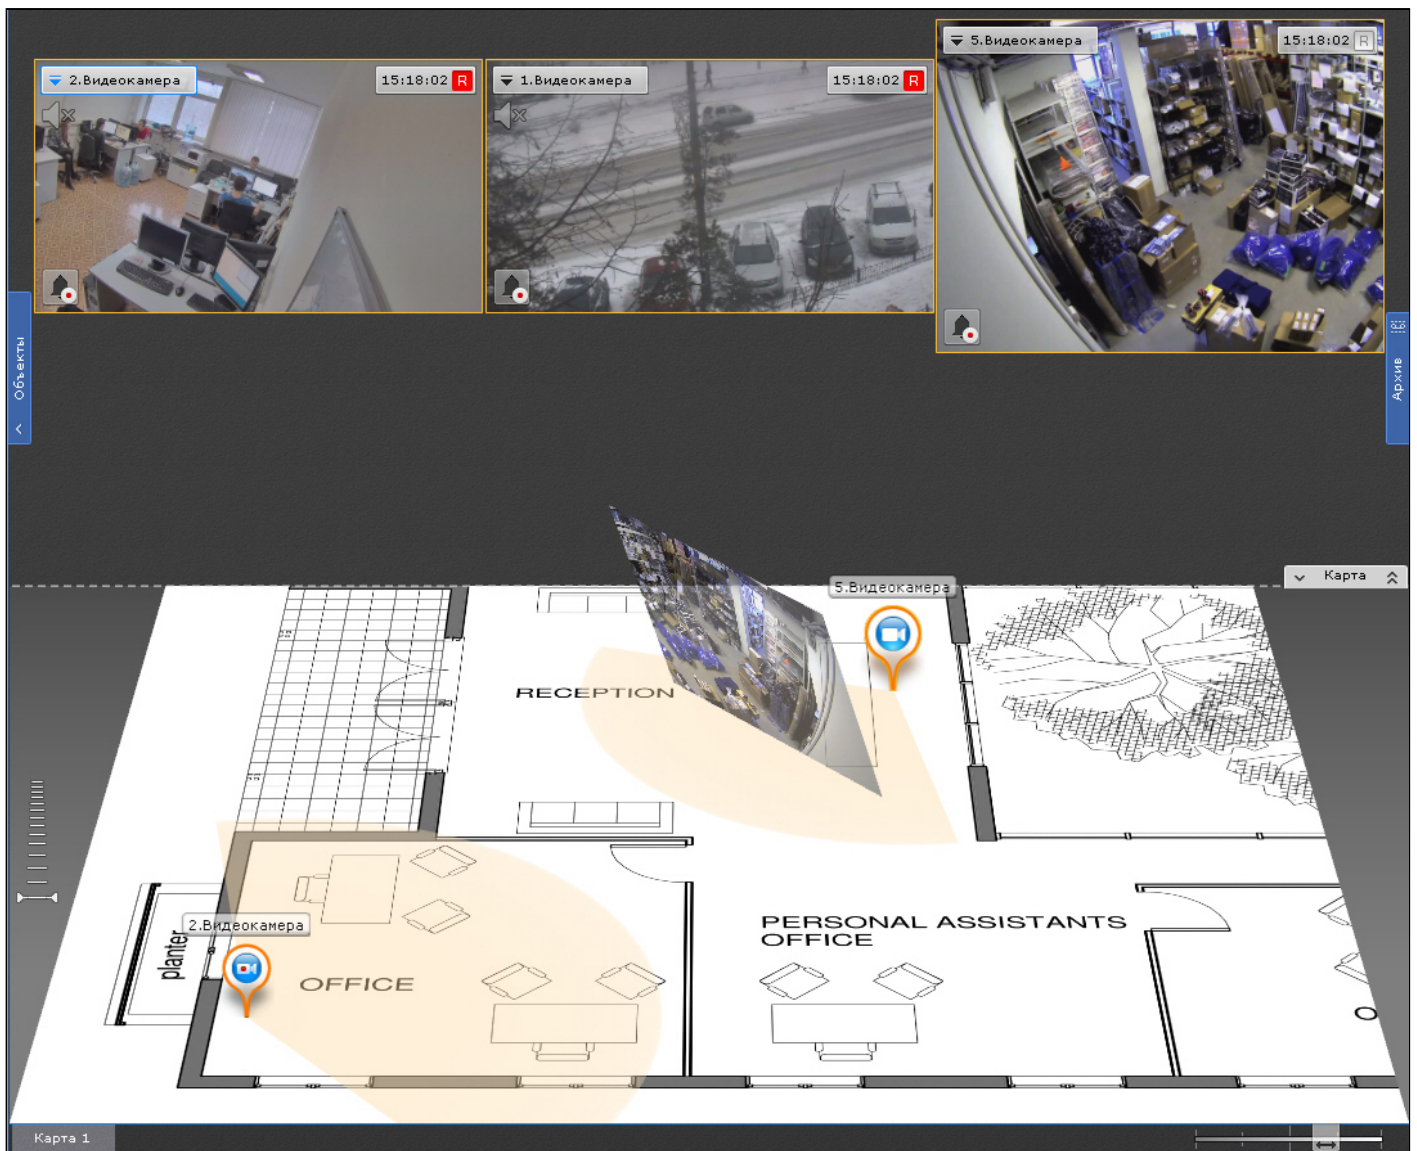 5.Видеокамера
15:18:02 R
2.Видеокамера
15:18:02 R
1.Видеокамера
15:18:02 R
Объекты
Архив
Карта
5.Видеокамера
RECEPTION
2.Видеокамера
planter
OFFICE
PERSONAL ASSISTANTS
OFFICE
O
Карта 1